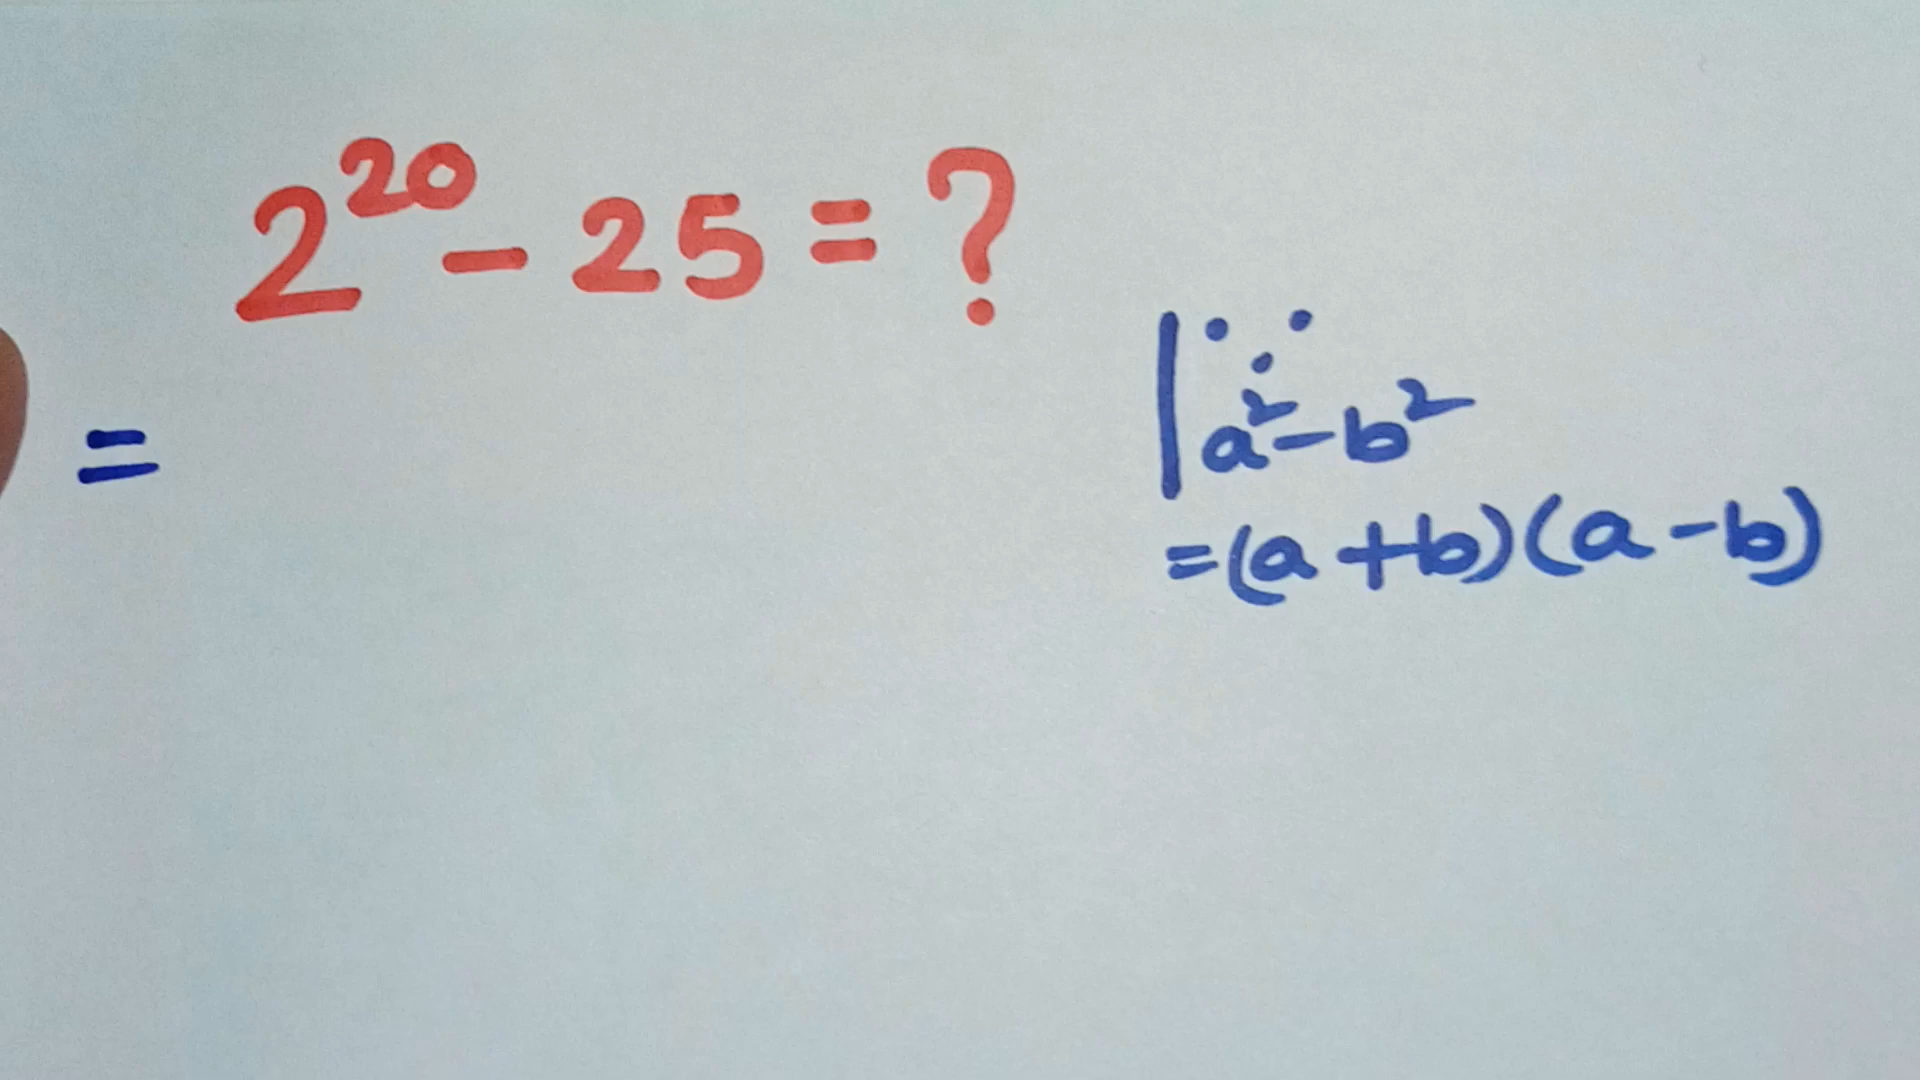 2²⁰ - 25 = ?
∵ a² - b²
= (a + b)(a - b)
=